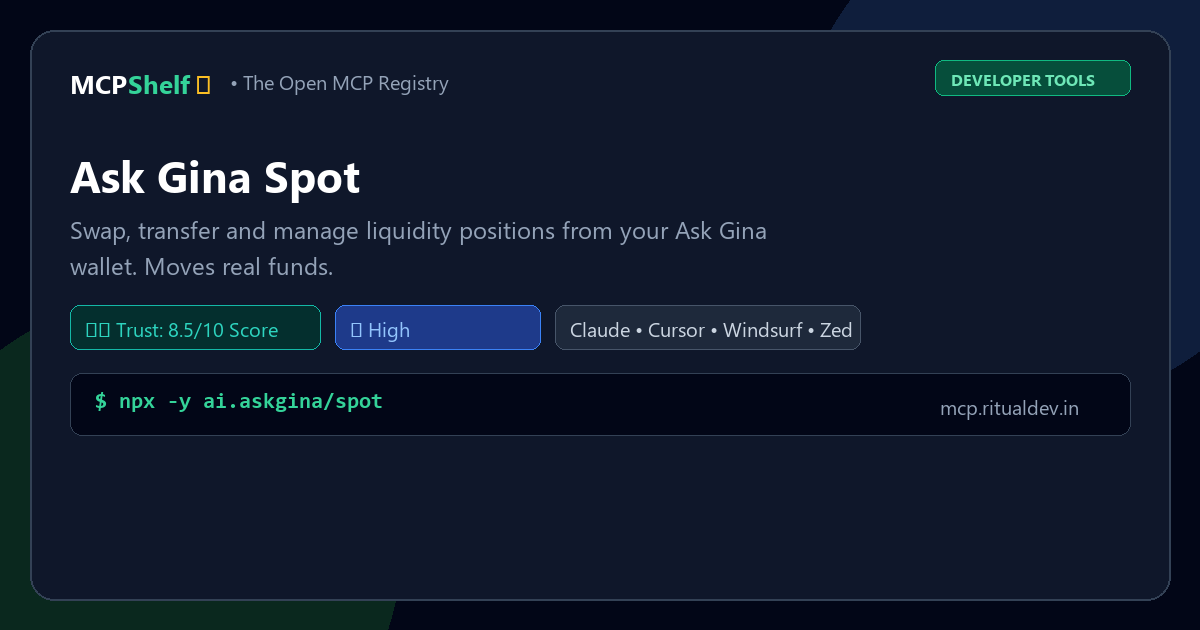 MCPShelf • The Open MCP Registry
DEVELOPER TOOLS
Ask Gina Spot
Swap, transfer and manage liquidity positions from your Ask Gina
wallet. Moves real funds.
Trust: 8.5/10 Score
High
Claude • Cursor • Windsurf • Zed
$ npx -y ai.askgina/spot
mcp.ritualdev.in